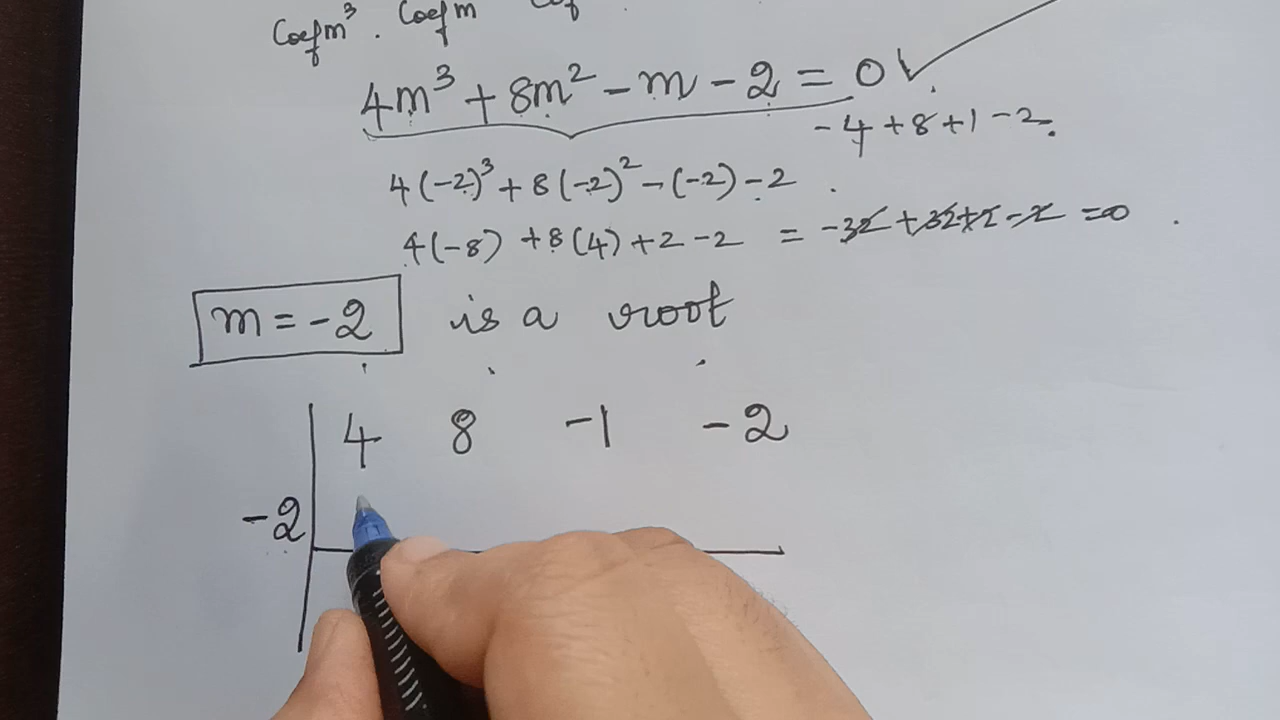 Coef m³ . Coef m
4m³ + 8m² - m - 2 = 0 ✓
- 4 + 8 + 1 - 2.
4(-2)³ + 8(-2)² - (-2) - 2
4(-8) + 8(4) + 2 - 2 = -32 + 32 + 2 - 2 = 0
m = -2 is a root
4 8 -1 -2
-2